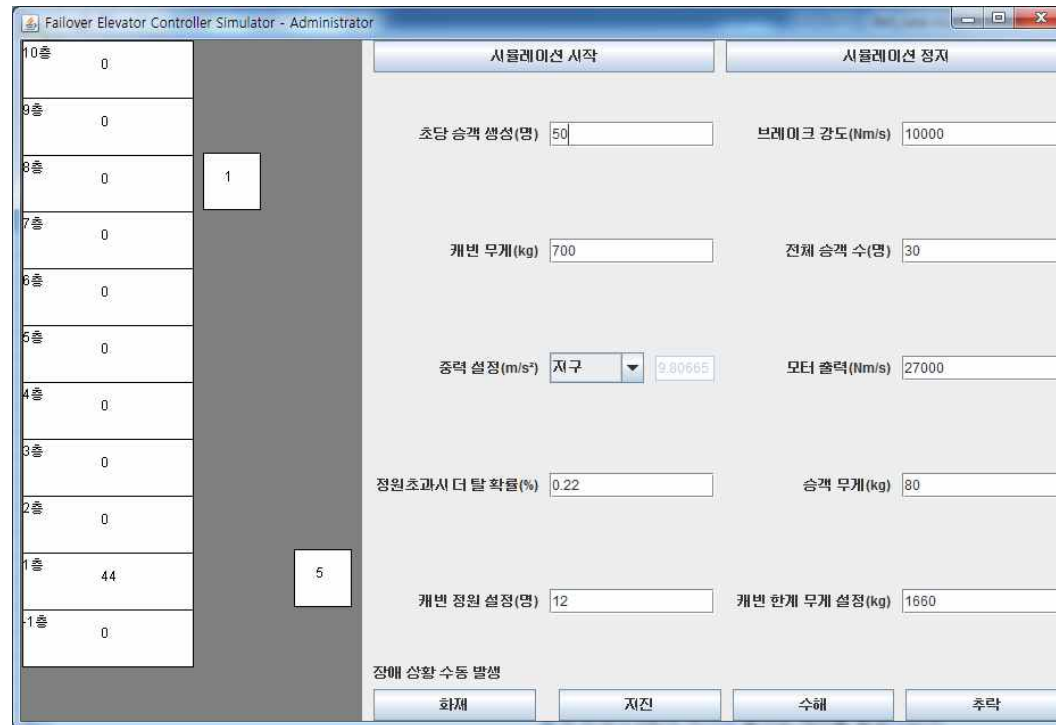 Failover Elevator Controller Simulator - Administrator
10층
0
9층
0
8층
0
1
7층
0
6층
0
5층
0
4층
0
3층
0
2층
0
1층
44
5
-1층
0
시뮬레이션 시작 시뮬레이션 정지
초당 승객 생성(명) 50 브레이크 강도(Nm/s) 10000
캐빈 무게(kg) 700 전체 승객 수(명) 30
중력 설정(m/s²) 지구 9.80665 모터 출력(Nm/s) 27000
정원초과시 더 탈 확률(%) 0.22 승객 무게(kg) 80
캐빈 정원 설정(명) 12 캐빈 한계 무게 설정(kg) 1660
장애 상황 수동 발생
화재 지진 수해 추락